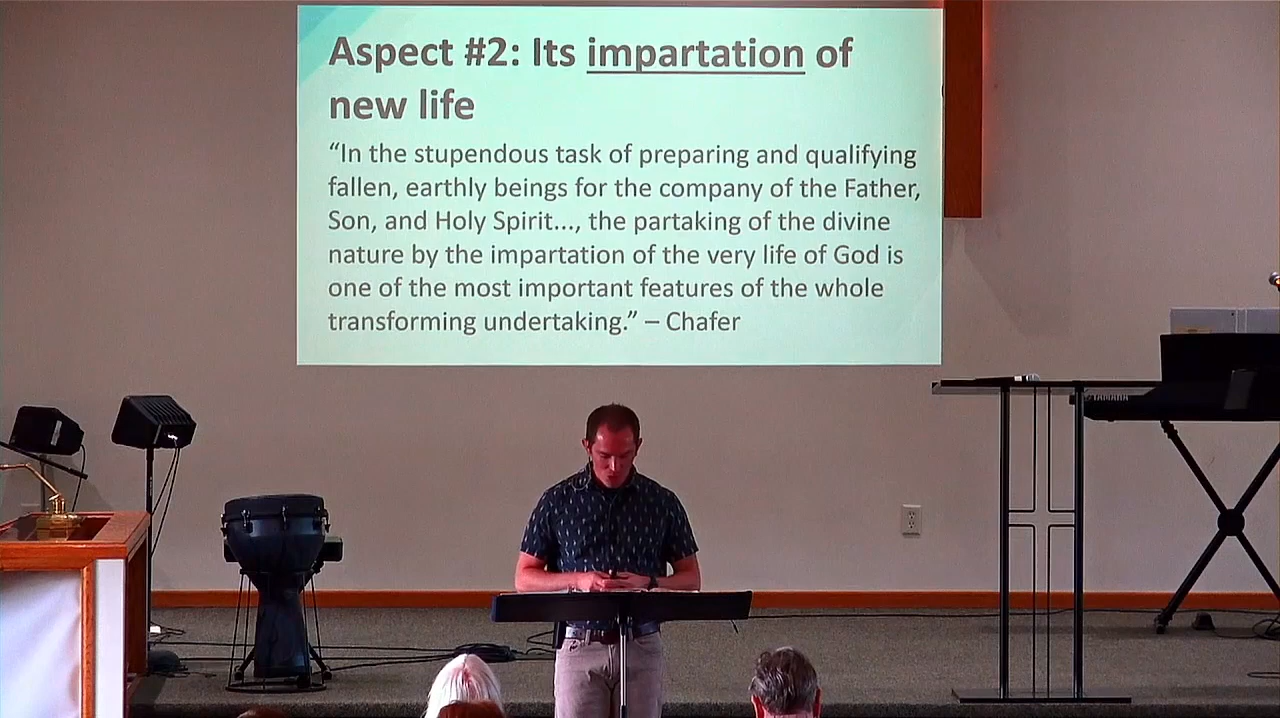 Aspect #2: Its impartation of
new life
“In the stupendous task of preparing and qualifying
fallen, earthly beings for the company of the Father,
Son, and Holy Spirit..., the partaking of the divine
nature by the impartation of the very life of God is
one of the most important features of the whole
transforming undertaking.” – Chafer
YAMAHA